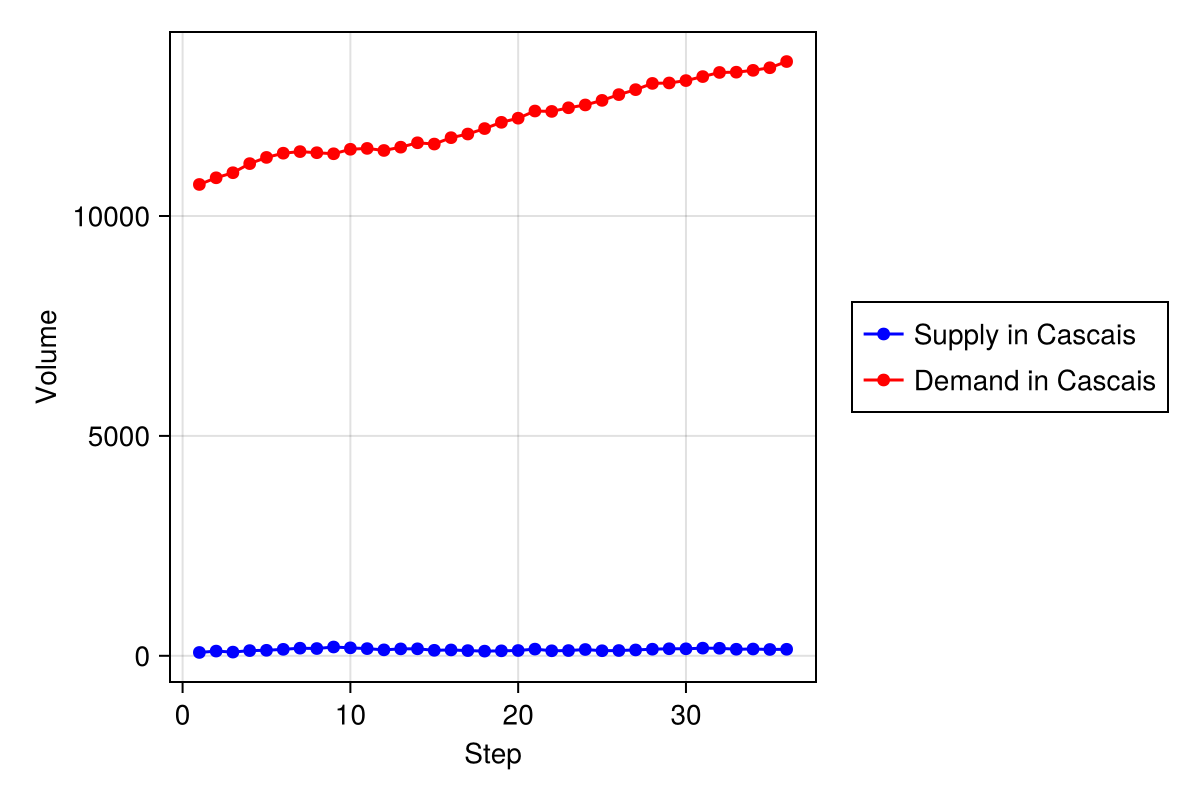 10000
5000
0
Volume
0 10 20 30
Step
Supply in Cascais
Demand in Cascais